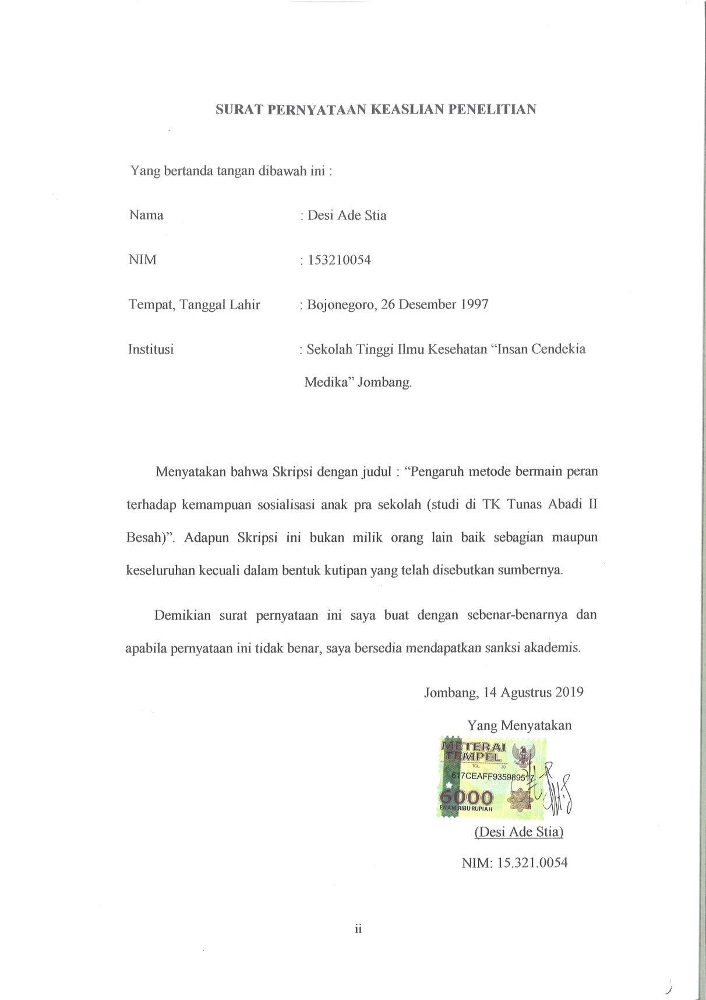 SURAT PERNYATAAN KEASLIAN PENELITIAN
Yang bertanda tangan dibawah ini :
Nama : Desi Ade Stia
NIM : 153210054
Tempat, Tanggal Lahir : Bojonegoro, 26 Desember 1997
Institusi : Sekolah Tinggi Ilmu Kesehatan “Insan Cendekia
Medika” Jombang.
Menyatakan bahwa Skripsi dengan judul : “Pengaruh metode bermain peran
terhadap kemampuan sosialisasi anak pra sekolah (studi di TK Tunas Abadi II
Besah)”. Adapun Skripsi ini bukan milik orang lain baik sebagian maupun
keseluruhan kecuali dalam bentuk kutipan yang telah disebutkan sumbernya.
Demikian surat pernyataan ini saya buat dengan sebenar-benarnya dan
apabila pernyataan ini tidak benar, saya bersedia mendapatkan sanksi akademis.
Jombang, 14 Agustrus 2019
Yang Menyatakan
METERAI
TEMPEL
TGL. 20
617CEAFF935989517
6000
ENAM RIBU RUPIAH
(Desi Ade Stia)
NIM: 15.321.0054
ii